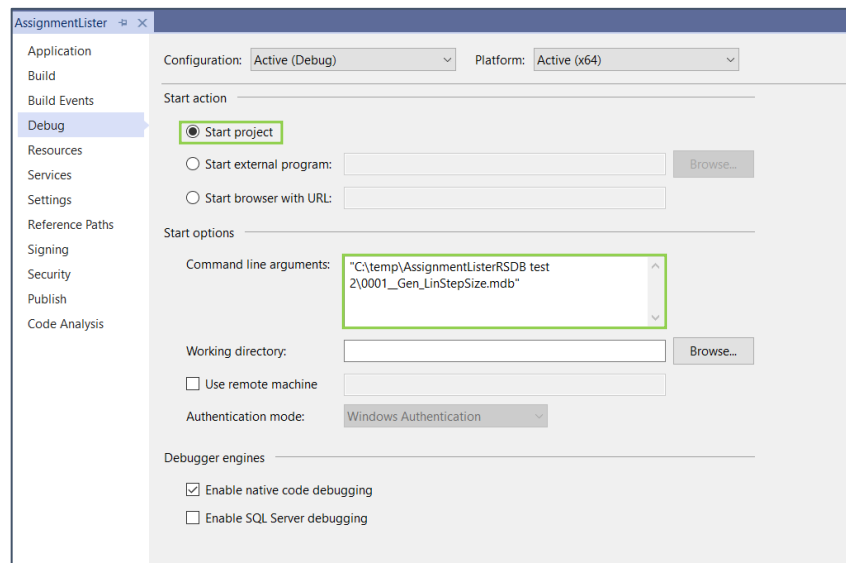 AssignmentLister
Application
Build
Build Events
Debug
Resources
Services
Settings
Reference Paths
Signing
Security
Publish
Code Analysis
Configuration: Active (Debug) Platform: Active (x64)
Start action
Start project
Start external program: Browse...
Start browser with URL:
Start options
Command line arguments: "C:\temp\AssignmentListerRSDB test
2\0001__Gen_LinStepSize.mdb"
Working directory: Browse...
Use remote machine
Authentication mode: Windows Authentication
Debugger engines
Enable native code debugging
Enable SQL Server debugging